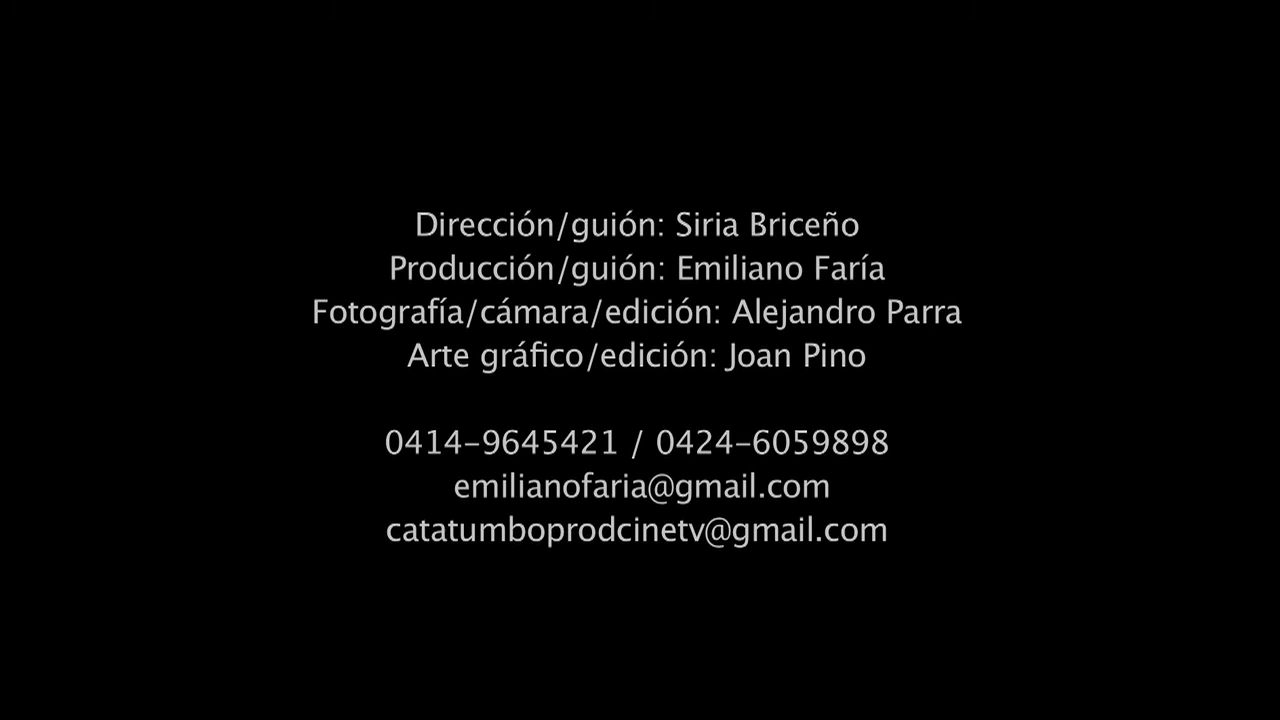 Dirección/guión: Siria Briceño
Producción/guión: Emiliano Faría
Fotografía/cámara/edición: Alejandro Parra
Arte gráfico/edición: Joan Pino
0414-9645421 / 0424-6059898
emilianofaria@gmail.com
catatumboprodcinetv@gmail.com